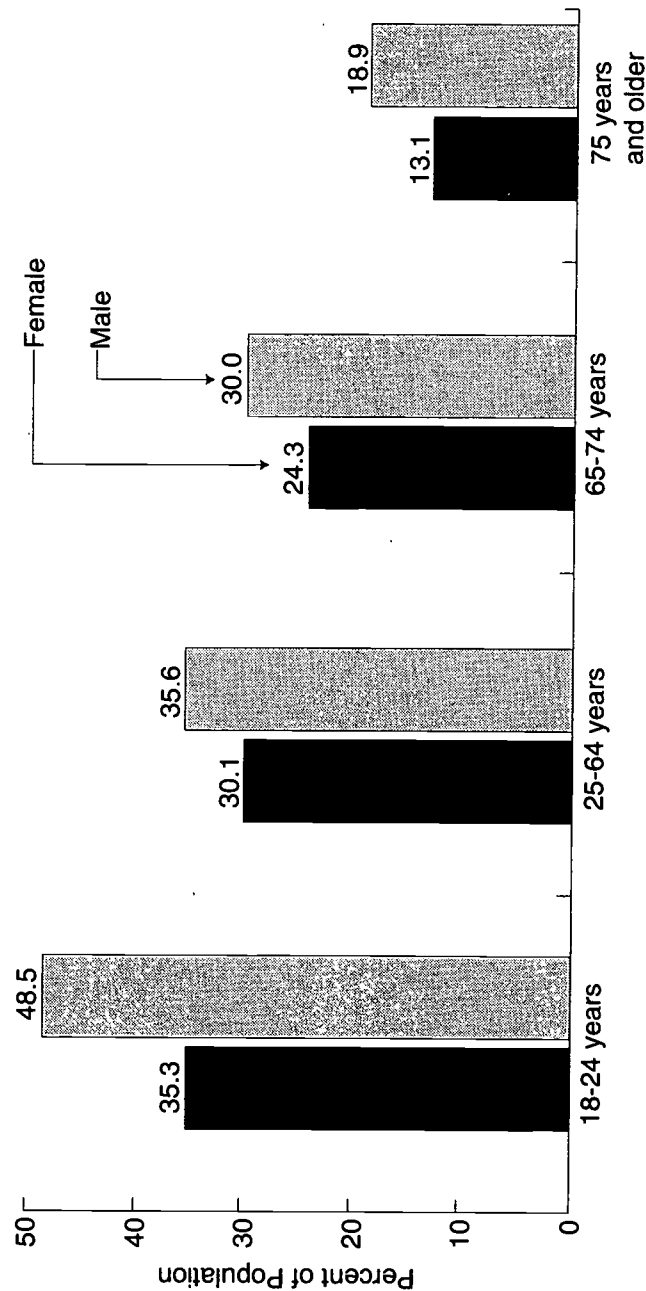 Percent of Population
50
40
30
20
10
0
Female
Male
35.3
48.5
30.1
35.6
24.3
30.0
13.1
18.9
18-24 years
25-64 years
65-74 years
75 years
and older